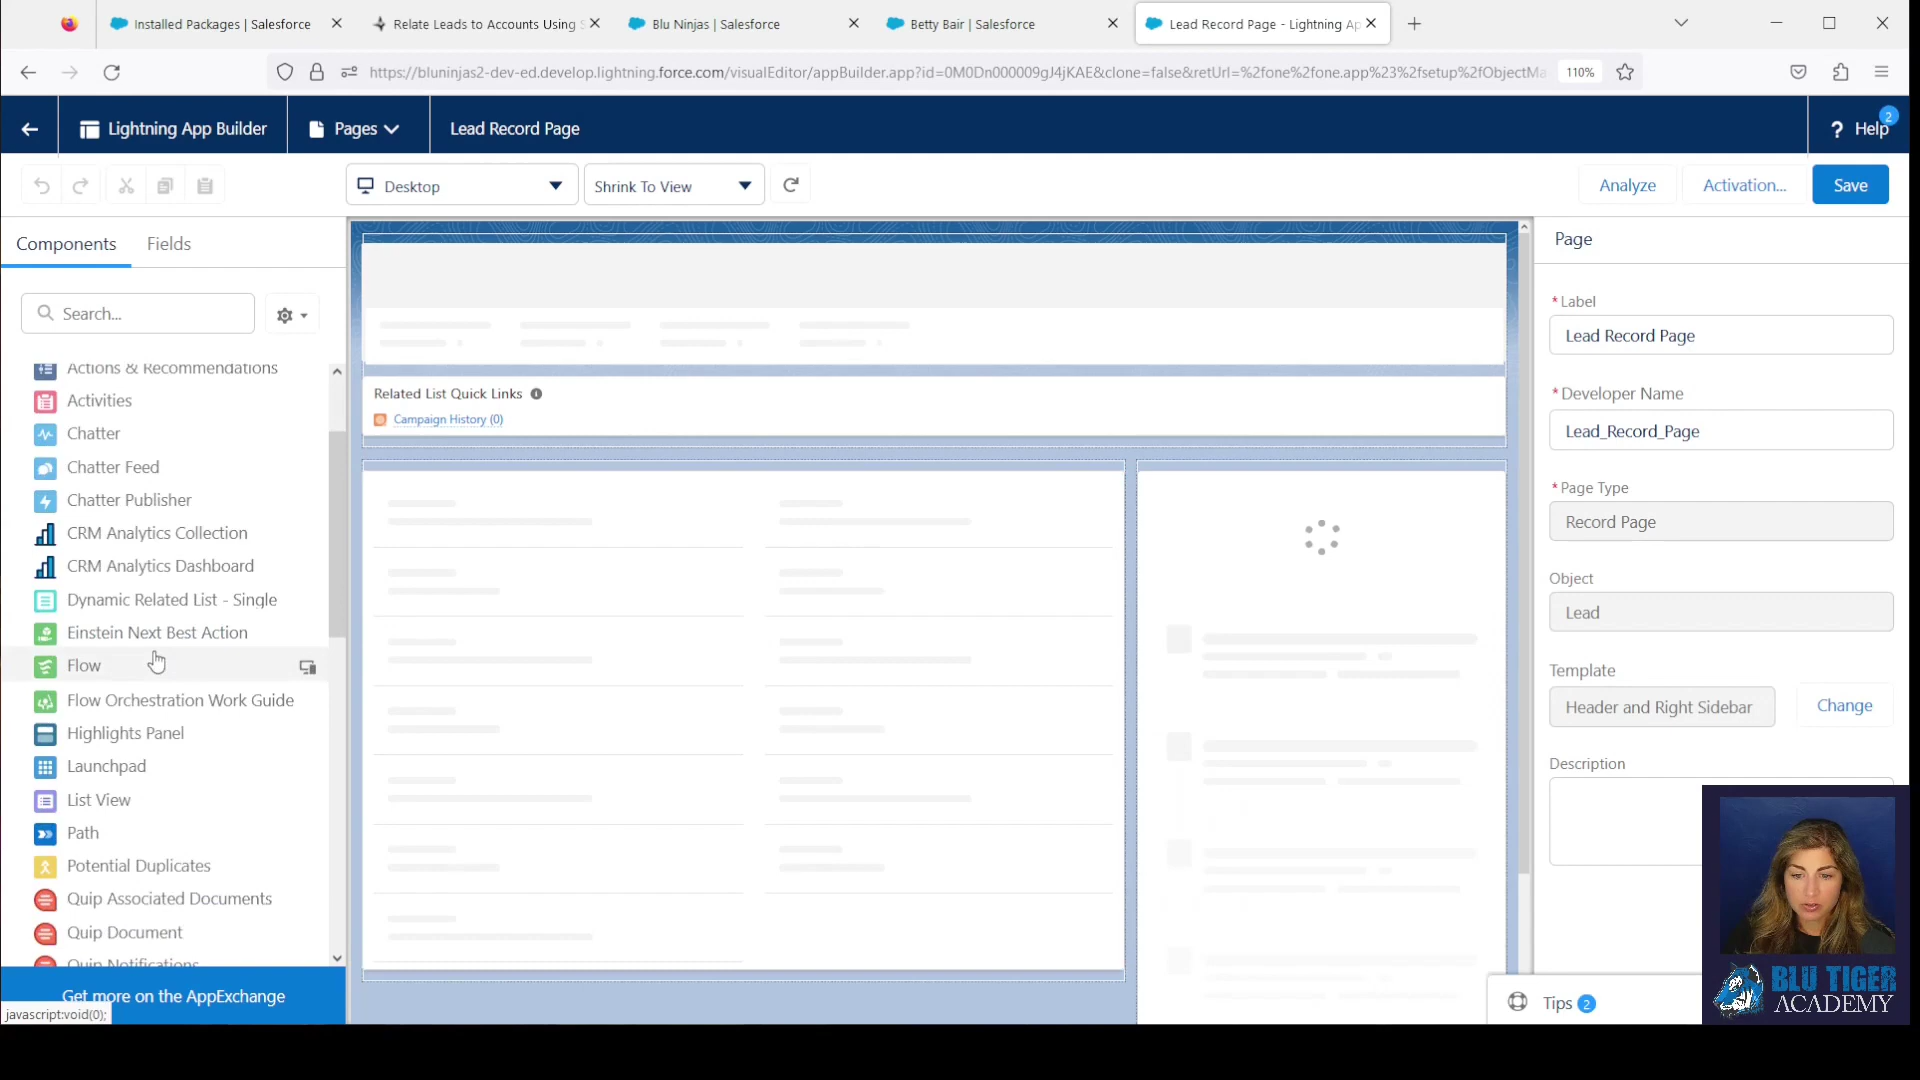 Installed Packages | Salesforce
Relate Leads to Accounts Using S
Blu Ninjas | Salesforce
Betty Bair | Salesforce
Lead Record Page - Lightning Ap
https://bluninjas2-dev-ed.develop.lightning.force.com/visualEditor/appBuilder.app?id=0M0Dn000009gJ4jKAE&clone=false&retUrl=%2fone%2fone.app%23%2fsetup%2fObjectMa
110%
Lightning App Builder
Pages
Lead Record Page
? Help
2
Desktop
Shrink To View
Analyze
Activation...
Save
Components
Fields
Search...
Actions & Recommendations
Activities
Chatter
Chatter Feed
Chatter Publisher
CRM Analytics Collection
CRM Analytics Dashboard
Dynamic Related List - Single
Einstein Next Best Action
Flow
Flow Orchestration Work Guide
Highlights Panel
Launchpad
List View
Path
Potential Duplicates
Quip Associated Documents
Quip Document
Quip Notifications
Get more on the AppExchange
javascript:void(0);
Related List Quick Links
Campaign History (0)
Page
*Label
Lead Record Page
*Developer Name
Lead_Record_Page
*Page Type
Record Page
Object
Lead
Template
Header and Right Sidebar
Change
Description
Tips 2
BLU TIGER
ACADEMY